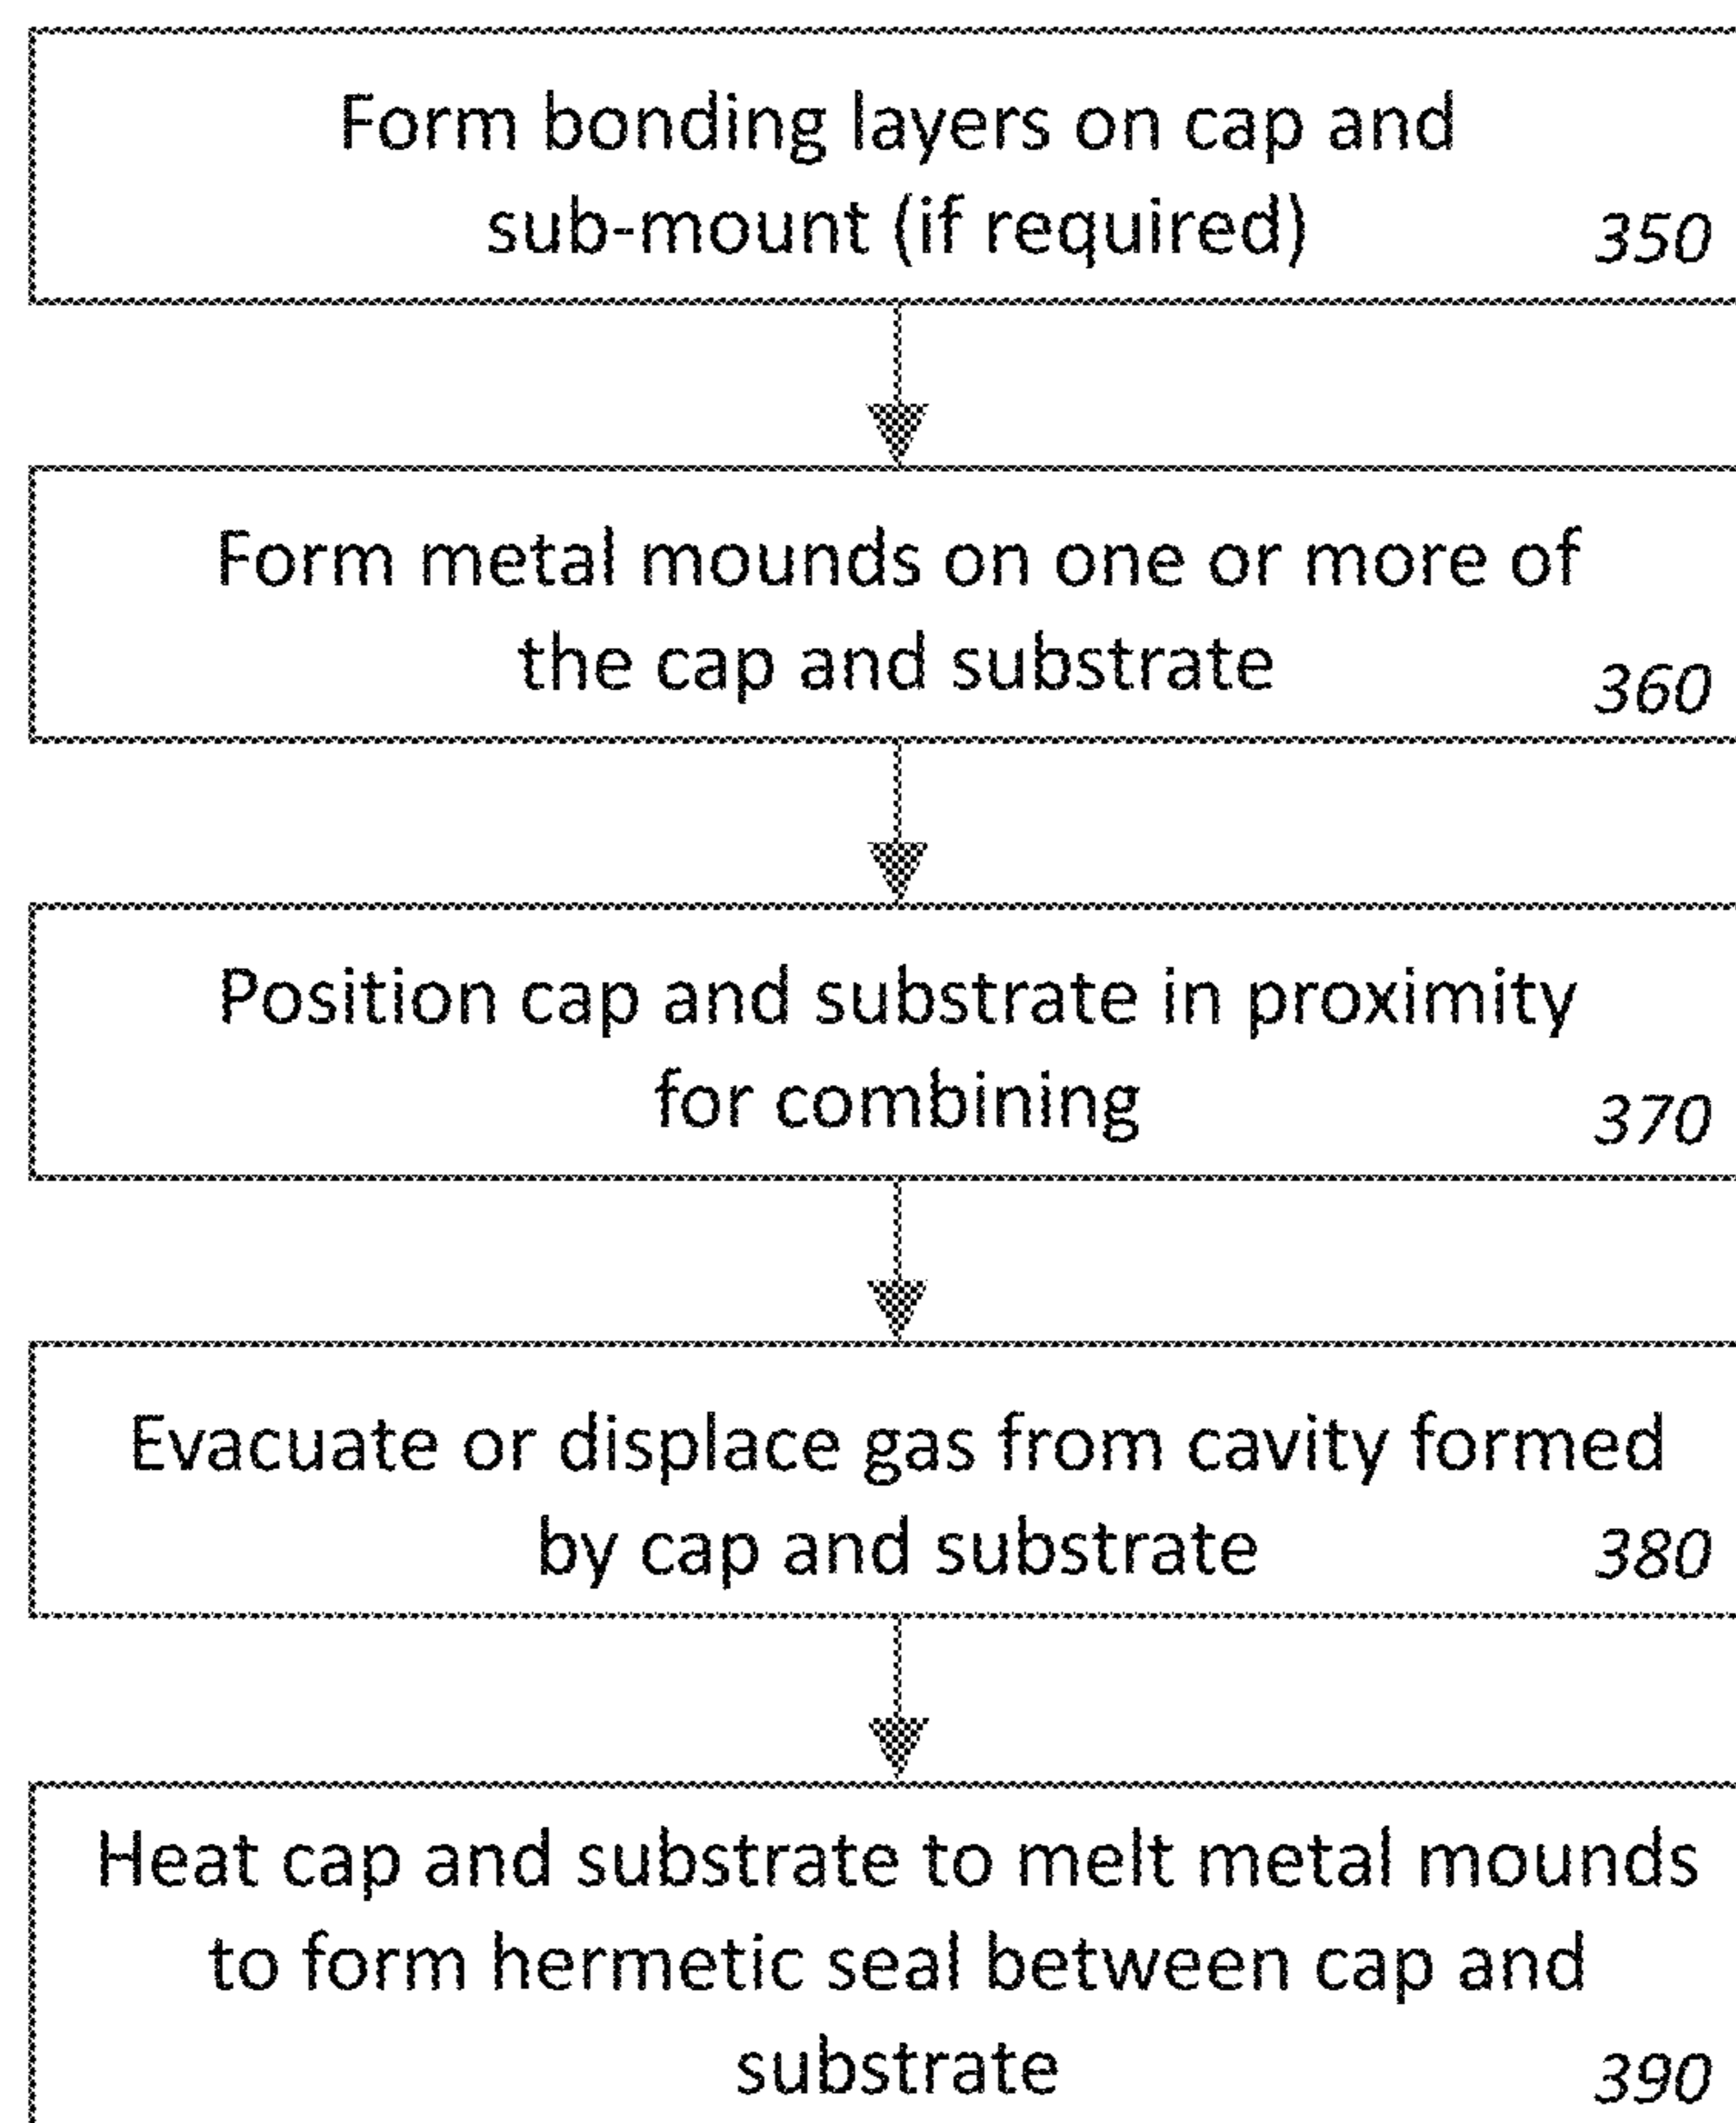 Form bonding layers on cap and
sub-mount (if required)
350
Form metal mounds on one or more of
the cap and substrate
360
Position cap and substrate in proximity
for combining
370
Evacuate or displace gas from cavity formed
by cap and substrate
380
Heat cap and substrate to melt metal mounds
to form hermetic seal between cap and
substrate
390